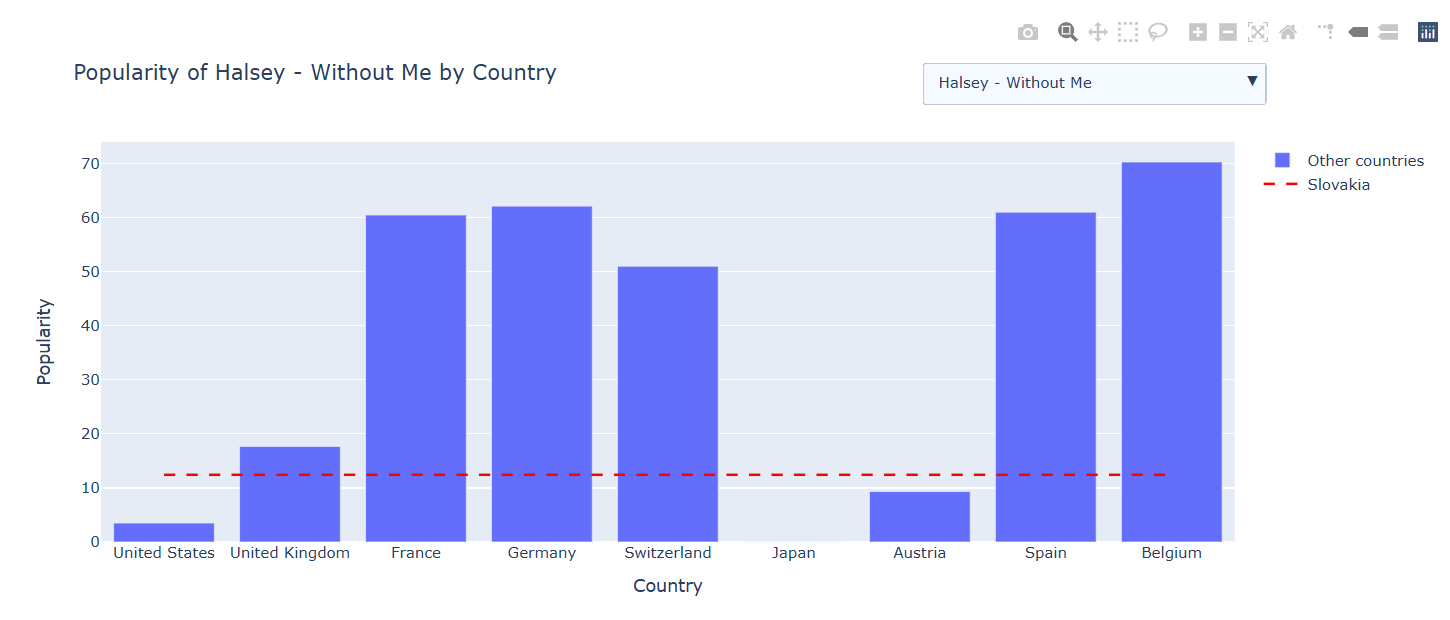 Popularity of Halsey - Without Me by Country
Halsey - Without Me ▼
Other countries
Slovakia
Popularity
70
60
50
40
30
20
10
0
United States United Kingdom France Germany Switzerland Japan Austria Spain Belgium
Country